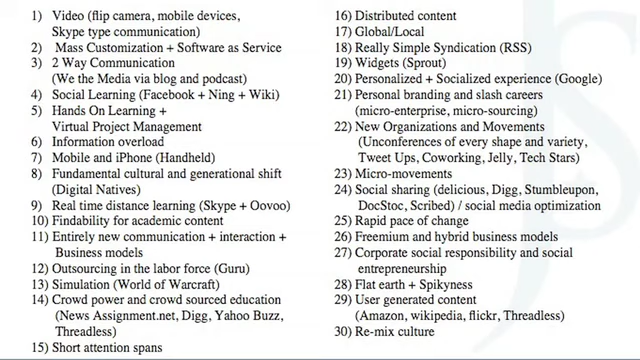 1) Video (flip camera, mobile devices,
Skype type communication)
2) Mass Customization + Software as Service
3) 2 Way Communication
(We the Media via blog and podcast)
4) Social Learning (Facebook + Ning + Wiki)
5) Hands On Learning +
Virtual Project Management
6) Information overload
7) Mobile and iPhone (Handheld)
8) Fundamental cultural and generational shift
(Digital Natives)
9) Real time distance learning (Skype + Oovoo)
10) Findability for academic content
11) Entirely new communication + interaction +
Business models
12) Outsourcing in the labor force (Guru)
13) Simulation (World of Warcraft)
14) Crowd power and crowd sourced education
(News Assignment.net, Digg, Yahoo Buzz,
Threadless)
15) Short attention spans
16) Distributed content
17) Global/Local
18) Really Simple Syndication (RSS)
19) Widgets (Sprout)
20) Personalized + Socialized experience (Google)
21) Personal branding and slash careers
(micro-enterprise, micro-sourcing)
22) New Organizations and Movements
(Unconferences of every shape and variety,
Tweet Ups, Coworking, Jelly, Tech Stars)
23) Micro-movements
24) Social sharing (delicious, Digg, Stumbleupon,
DocStoc, Scribed) / social media optimization
25) Rapid pace of change
26) Freemium and hybrid business models
27) Corporate social responsibility and social
entrepreneurship
28) Flat earth + Spikyness
29) User generated content
(Amazon, wikipedia, flickr, Threadless)
30) Re-mix culture